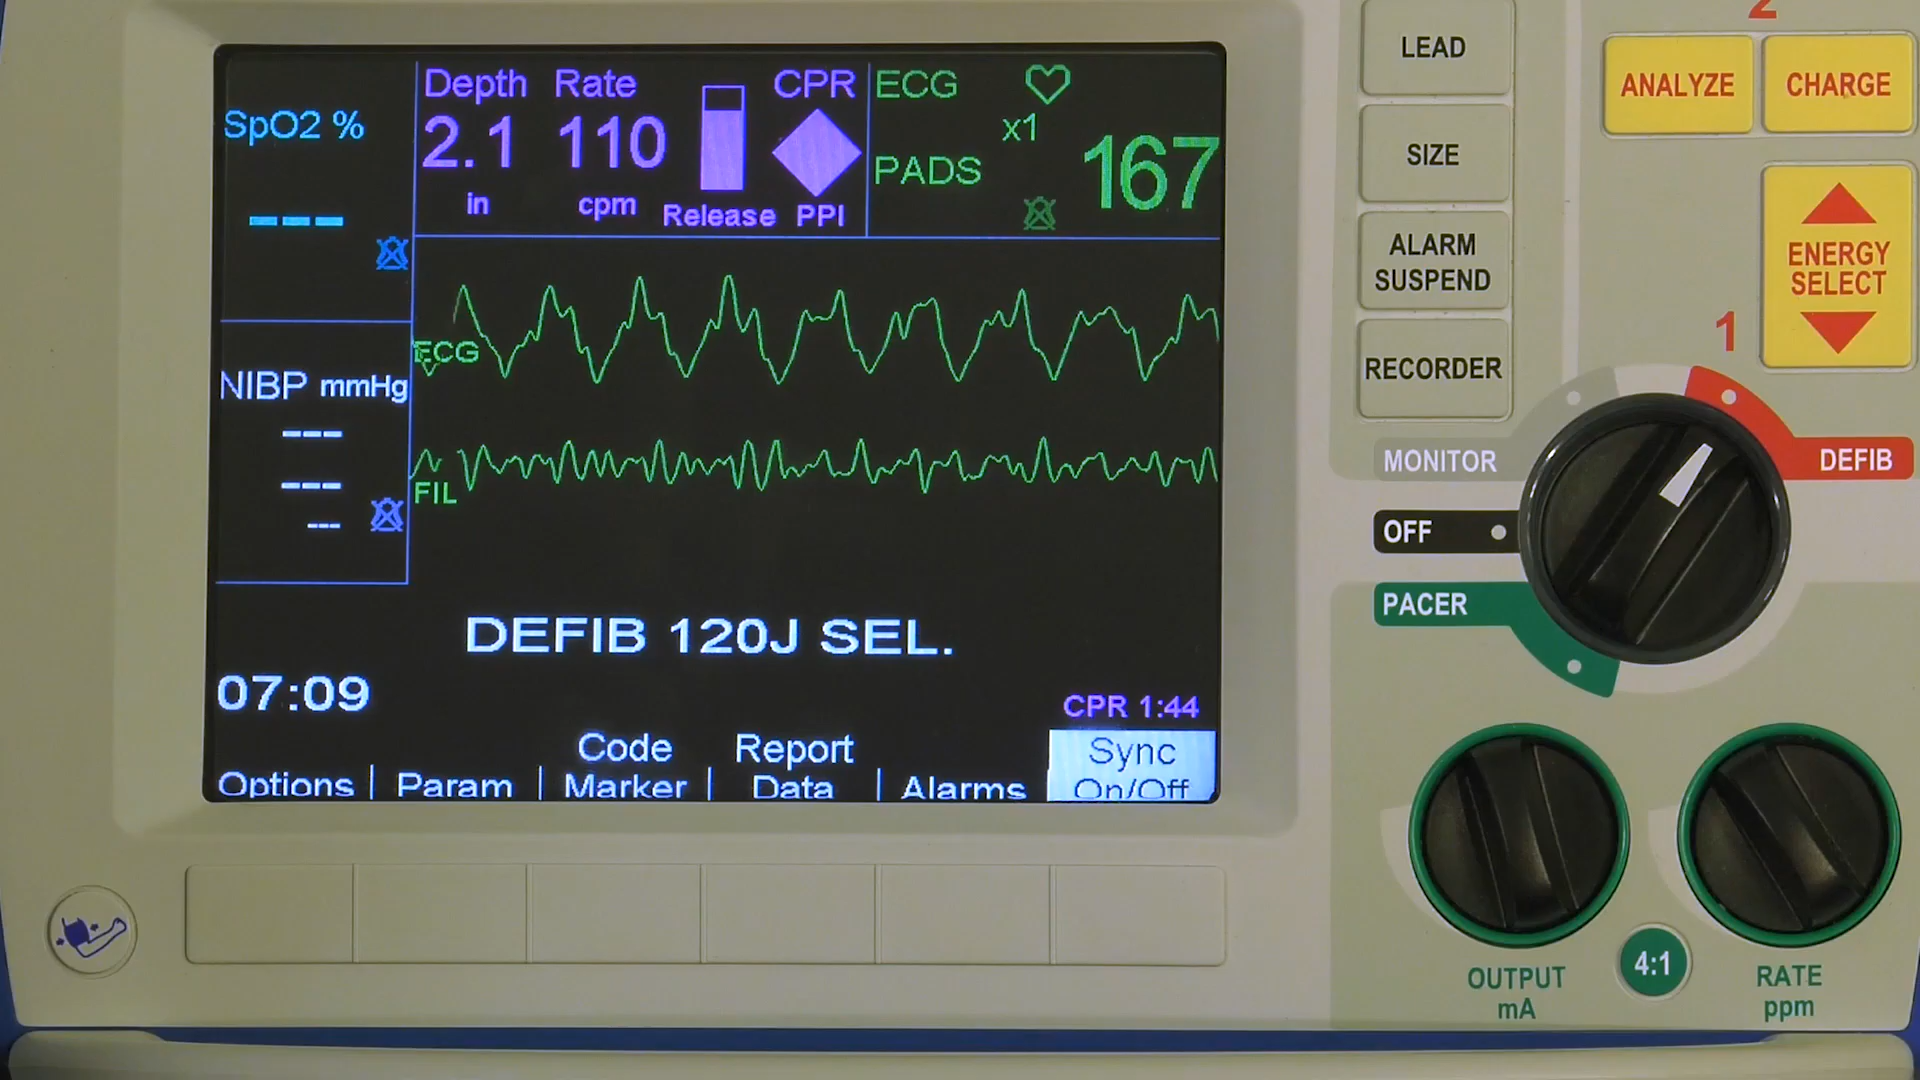 SpO2 %
---
NIBP mmHg
---
---
---
Depth Rate CPR
2.1 110
in cpm Release PPI
ECG
x1
PADS
167
ECG
FIL
DEFIB 120J SEL.
07:09
CPR 1:44
Options
Param
Code
Marker
Report
Data
Alarms
Sync
On/Off
LEAD
SIZE
ALARM
SUSPEND
RECORDER
2
ANALYZE
CHARGE
ENERGY
SELECT
1
MONITOR
DEFIB
OFF
PACER
OUTPUT
mA
4:1
RATE
ppm